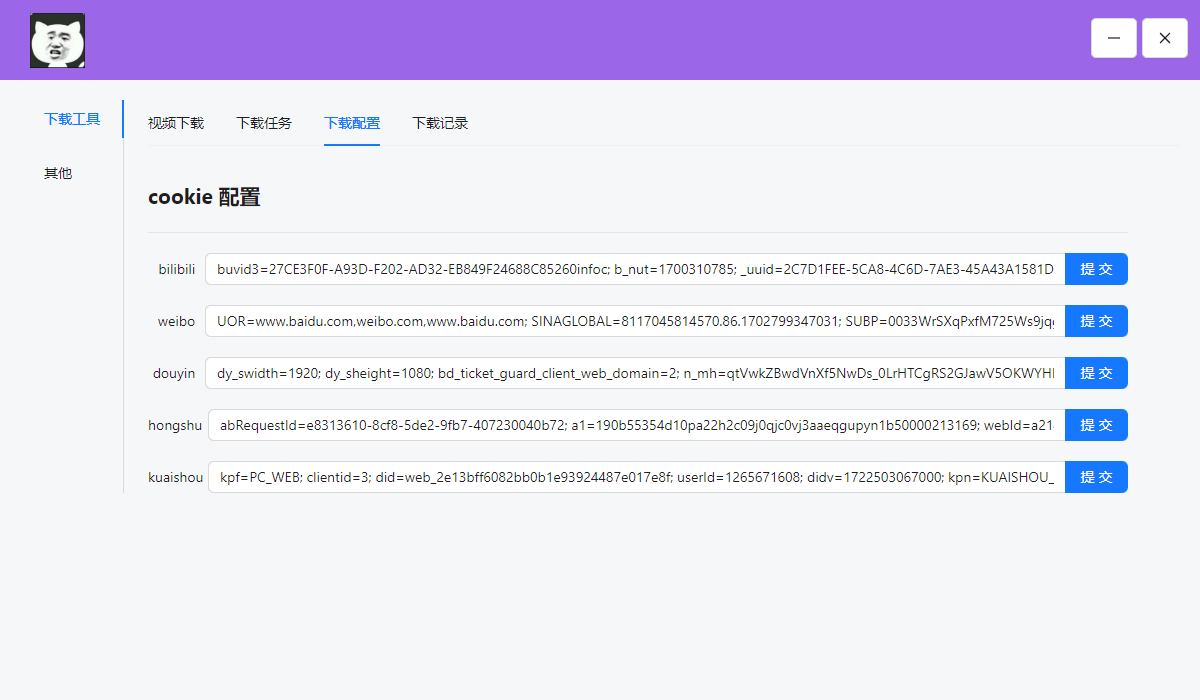 下载工具
其他
视频下载 下载任务 下载配置 下载记录
cookie 配置
bilibili buvid3=27CE3F0F-A93D-F202-AD32-EB849F24688C85260infoc; b_nut=1700310785; _uuid=2C7D1FEE-5CA8-4C6D-7AE3-45A43A1581D 提 交
weibo UOR=www.baidu.com,weibo.com,www.baidu.com; SINAGLOBAL=8117045814570.86.1702799347031; SUBP=0033WrSXqPxfM725Ws9jqg 提 交
douyin dy_swidth=1920; dy_sheight=1080; bd_ticket_guard_client_web_domain=2; n_mh=qtVwkZBwdVnXf5NwDs_0LrHTCgRS2GJawV5OKWYH 提 交
hongshu abRequestId=e8313610-8cf8-5de2-9fb7-407230040b72; a1=190b55354d10pa22h2c09j0qjc0vj3aaeqgupyn1b50000213169; webId=a21 提 交
kuaishou kpf=PC_WEB; clientid=3; did=web_2e13bff6082bb0b1e93924487e017e8f; userId=1265671608; didv=1722503067000; kpn=KUAISHOU_ 提 交